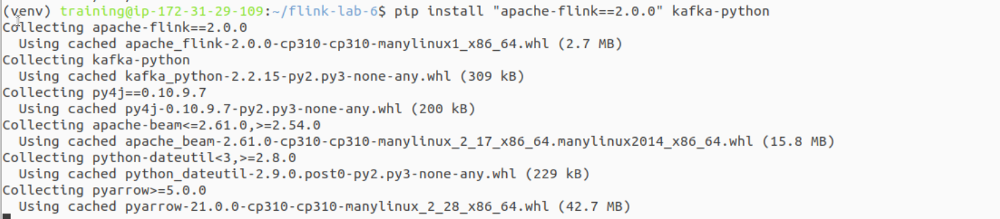 (venv) training@ip-172-31-29-109:~/flink-lab-6$ pip install "apache-flink==2.0.0" kafka-python
Collecting apache-flink==2.0.0
  Using cached apache_flink-2.0.0-cp310-cp310-manylinux1_x86_64.whl (2.7 MB)
Collecting kafka-python
  Using cached kafka_python-2.2.15-py2.py3-none-any.whl (309 kB)
Collecting py4j==0.10.9.7
  Using cached py4j-0.10.9.7-py2.py3-none-any.whl (200 kB)
Collecting apache-beam<=2.61.0,>=2.54.0
  Using cached apache_beam-2.61.0-cp310-cp310-manylinux_2_17_x86_64.manylinux2014_x86_64.whl (15.8 MB)
Collecting python-dateutil<3,>=2.8.0
  Using cached python_dateutil-2.9.0.post0-py2.py3-none-any.whl (229 kB)
Collecting pyarrow>=5.0.0
  Using cached pyarrow-21.0.0-cp310-cp310-manylinux_2_28_x86_64.whl (42.7 MB)